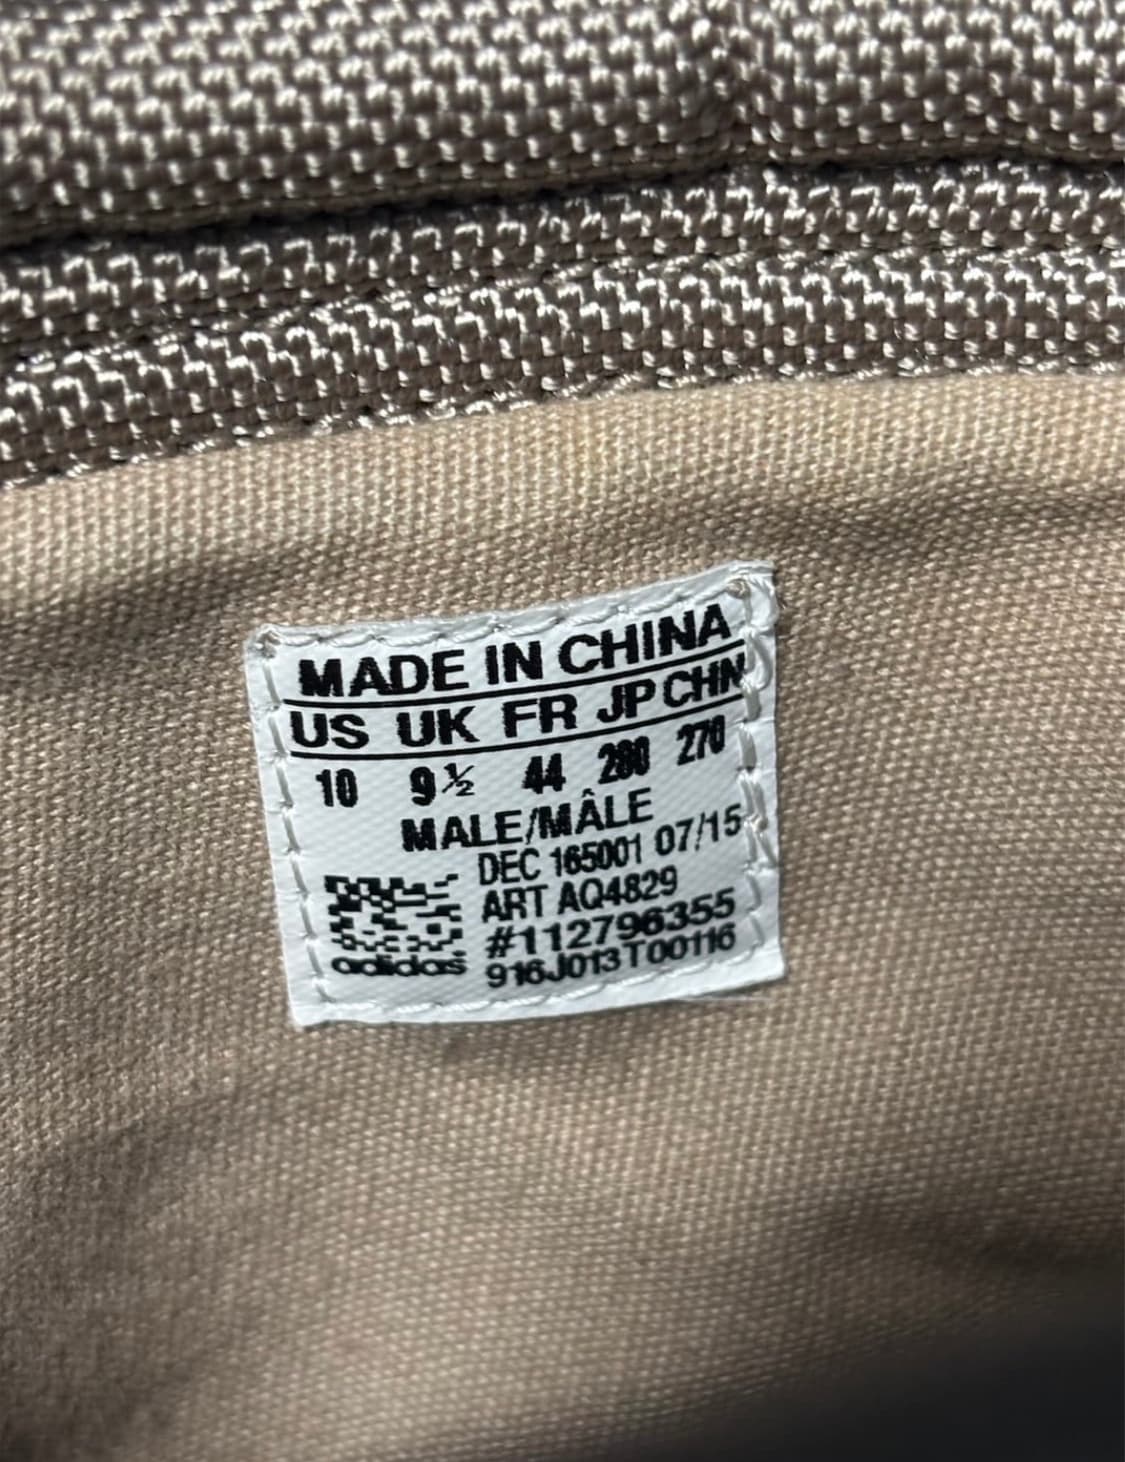 MADE IN CHINA
US UK FR JP CHN
10 9½ 44 280 270
MALE/MÂLE
DEC 165001 07/15
ART AQ4829
#112796355
916J013T00116
adidas